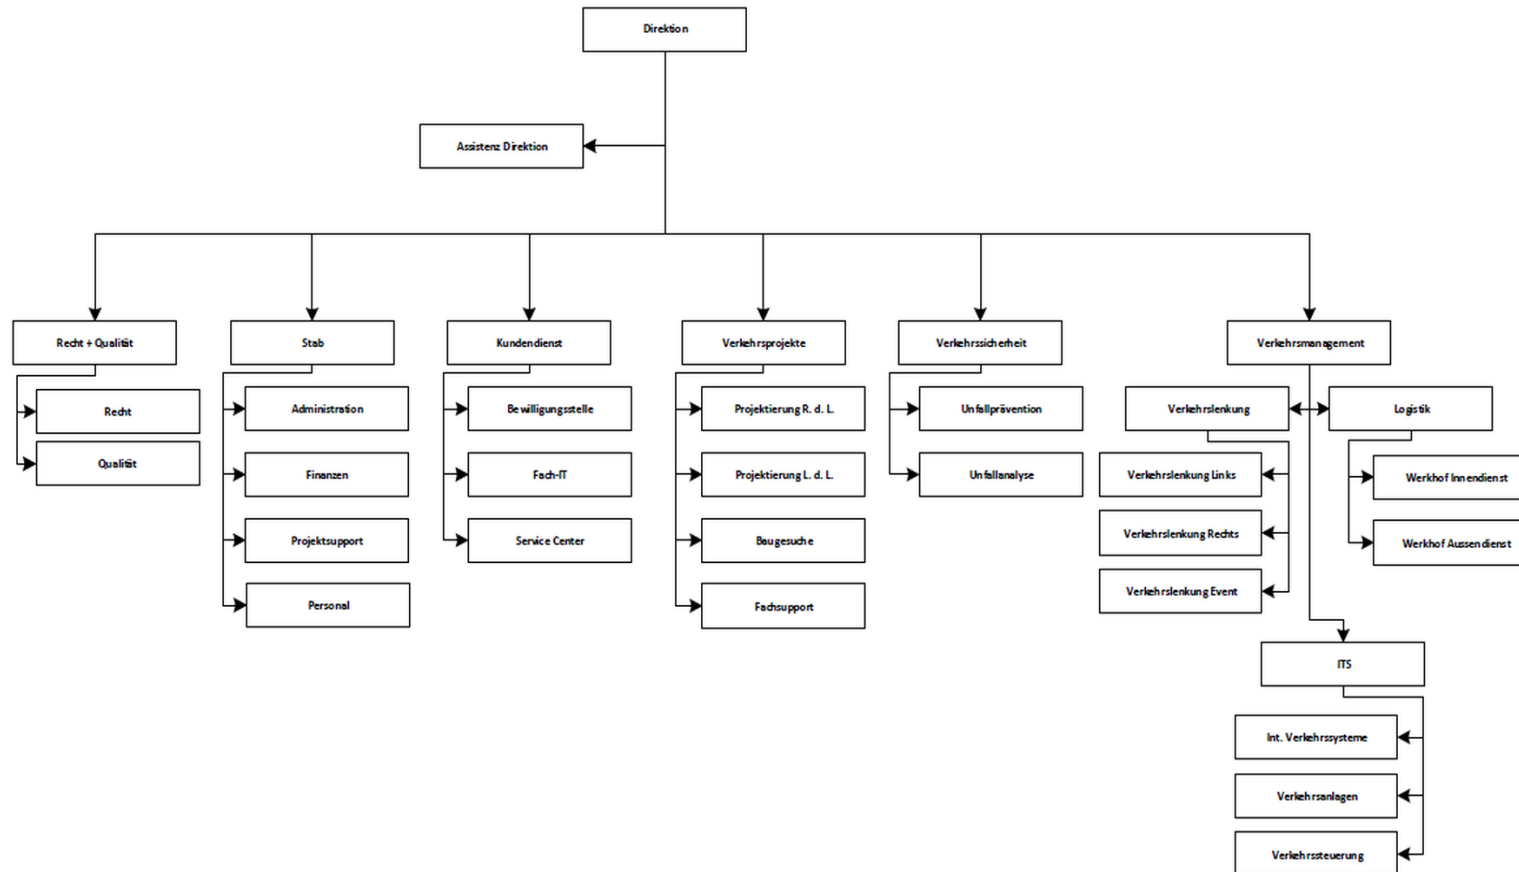 Direktion
Assistenz Direktion
Recht + Qualität
Stab
Kundendienst
Verkehrsprojekte
Verkehrssicherheit
Verkehrsmanagement
Recht
Qualität
Administration
Finanzen
Projektsupport
Personal
Bewilligungsstelle
Fach-IT
Service Center
Projektierung R. d. L.
Projektierung L. d. L.
Baugesuche
Fachsupport
Unfallprävention
Unfallanalyse
Verkehrslenkung
Verkehrslenkung Links
Verkehrslenkung Rechts
Verkehrslenkung Event
Logistik
Werkhof Innendienst
Werkhof Aussendienst
ITS
Int. Verkehrssysteme
Verkehrsanlagen
Verkehrssteuerung